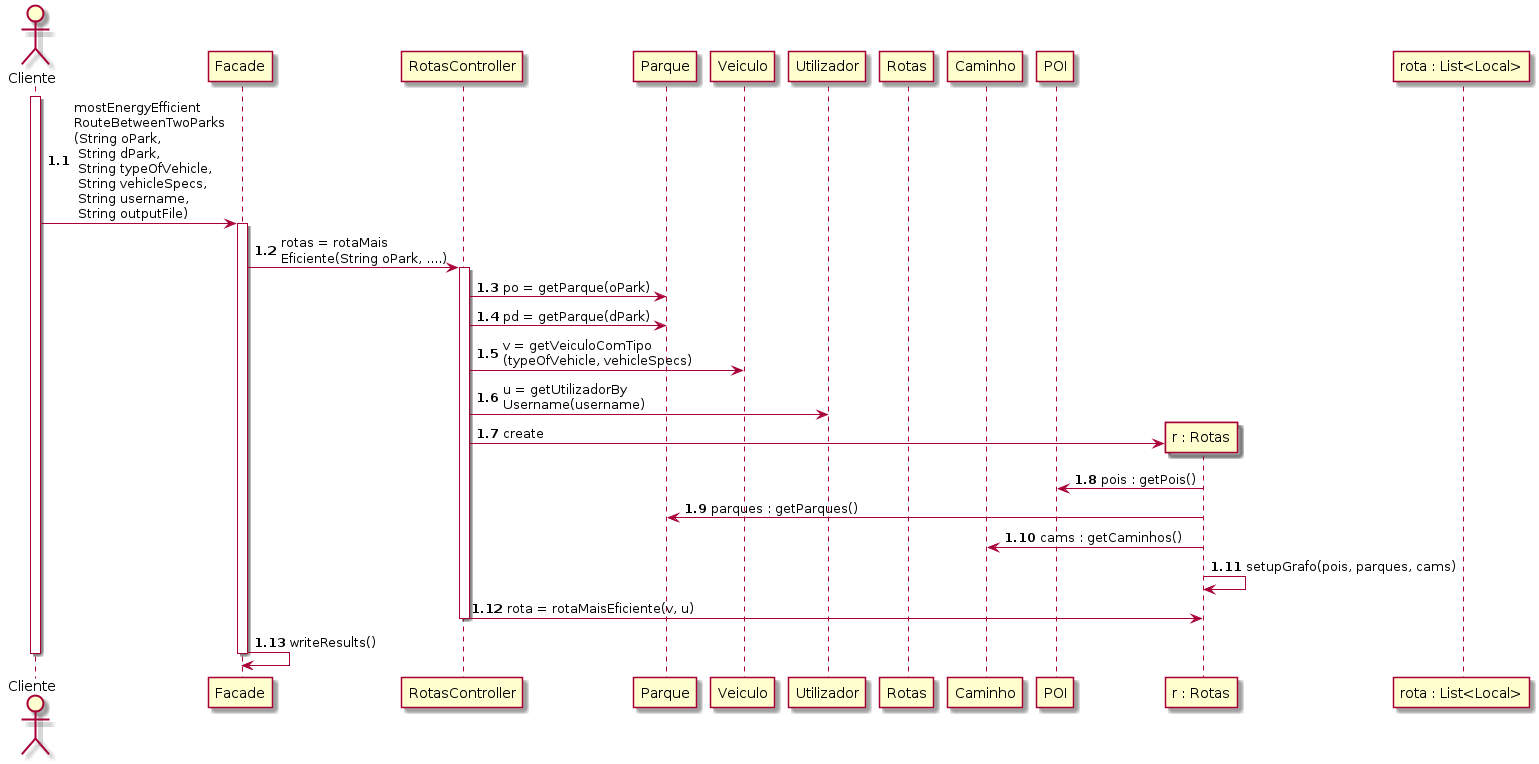 Cliente
Facade
RotasController
Parque
Veiculo
Utilizador
Rotas
Caminho
POI
rota : List<Local>
mostEnergyEfficient
RouteBetweenTwoParks
(String oPark,
String dPark,
1.1
String typeOfVehicle,
String vehicleSpecs,
String username,
String outputFile)
1.2 rotas = rotaMais
Eficiente(String oPark, ....)
1.3 po = getParque(oPark)
1.4 pd = getParque(dPark)
1.5 v = getVeiculoComTipo
(typeOfVehicle, vehicleSpecs)
1.6 u = getUtilizadorBy
Username(username)
1.7 create
r : Rotas
1.8 pois : getPois()
1.9 parques : getParques()
1.10 cams : getCaminhos()
1.11 setupGrafo(pois, parques, cams)
1.12 rota = rotaMaisEficiente(v, u)
1.13 writeResults()
Cliente
Facade
RotasController
Parque
Veiculo
Utilizador
Rotas
Caminho
POI
r : Rotas
rota : List<Local>